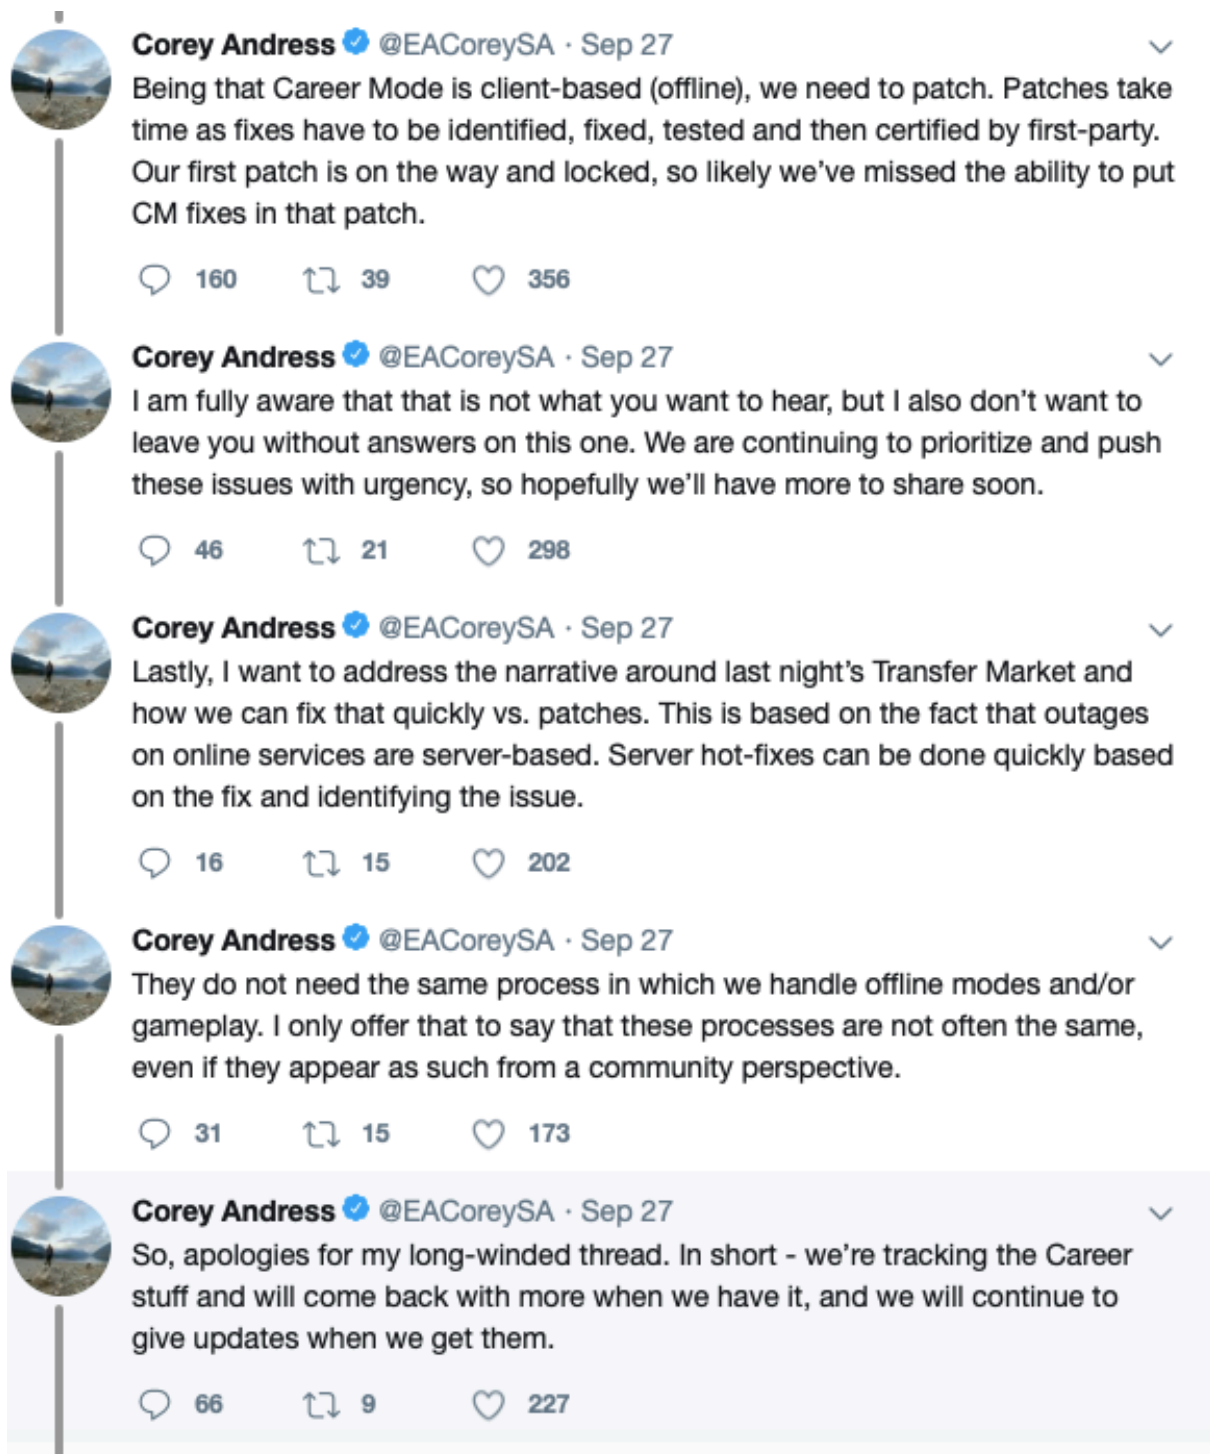 Corey Andress @EACoreySA · Sep 27
Being that Career Mode is client-based (offline), we need to patch. Patches take
time as fixes have to be identified, fixed, tested and then certified by first-party.
Our first patch is on the way and locked, so likely we’ve missed the ability to put
CM fixes in that patch.
160 39 356
Corey Andress @EACoreySA · Sep 27
I am fully aware that that is not what you want to hear, but I also don’t want to
leave you without answers on this one. We are continuing to prioritize and push
these issues with urgency, so hopefully we’ll have more to share soon.
46 21 298
Corey Andress @EACoreySA · Sep 27
Lastly, I want to address the narrative around last night’s Transfer Market and
how we can fix that quickly vs. patches. This is based on the fact that outages
on online services are server-based. Server hot-fixes can be done quickly based
on the fix and identifying the issue.
16 15 202
Corey Andress @EACoreySA · Sep 27
They do not need the same process in which we handle offline modes and/or
gameplay. I only offer that to say that these processes are not often the same,
even if they appear as such from a community perspective.
31 15 173
Corey Andress @EACoreySA · Sep 27
So, apologies for my long-winded thread. In short - we’re tracking the Career
stuff and will come back with more when we have it, and we will continue to
give updates when we get them.
66 9 227